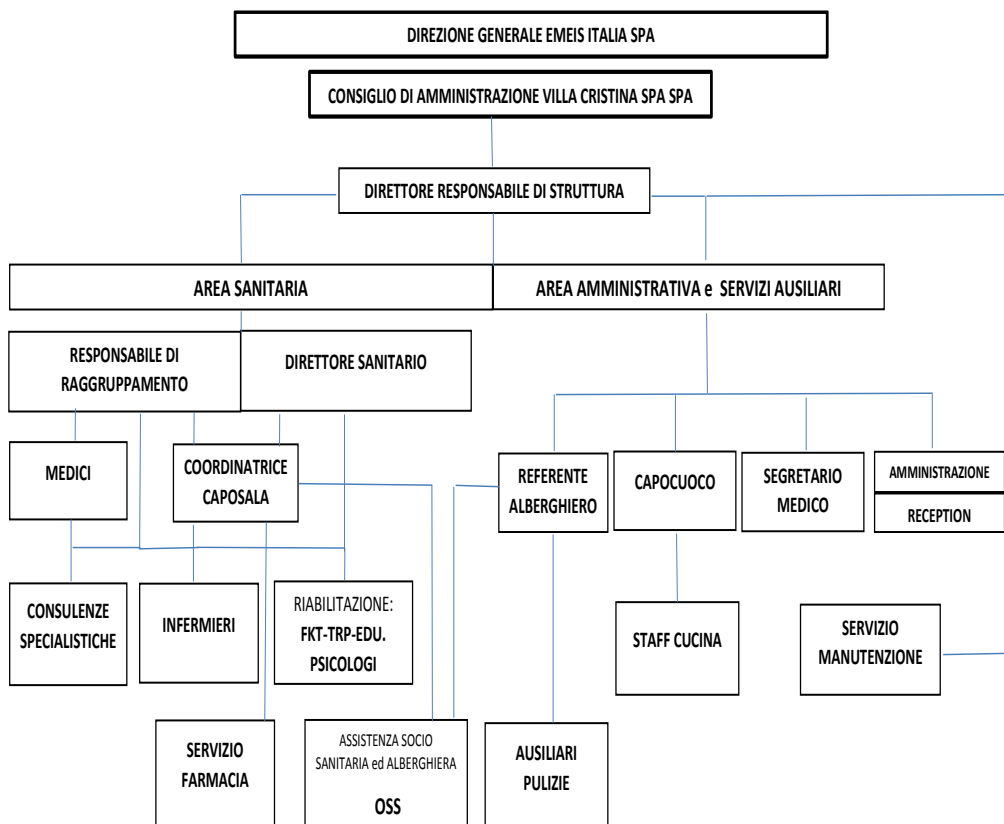 DIREZIONE GENERALE EMEIS ITALIA SPA
CONSIGLIO DI AMMINISTRAZIONE VILLA CRISTINA SPA SPA
DIRETTORE RESPONSABILE DI STRUTTURA
AREA SANITARIA
AREA AMMINISTRATIVA e SERVIZI AUSILIARI
RESPONSABILE DI
RAGGRUPPAMENTO
DIRETTORE SANITARIO
MEDICI
COORDINATRICE
CAPOSALA
REFERENTE
ALBERGHIERO
CAPOCUOCO
SEGRETARIO
MEDICO
AMMINISTRAZIONE
RECEPTION
CONSULENZE
SPECIALISTICHE
INFERMIERI
RIABILITAZIONE:
FKT-TRP-EDU.
PSICOLOGI
STAFF CUCINA
SERVIZIO
MANUTENZIONE
SERVIZIO
FARMACIA
ASSISTENZA SOCIO
SANITARIA ed ALBERGHIERA
OSS
AUSILIARI
PULIZIE